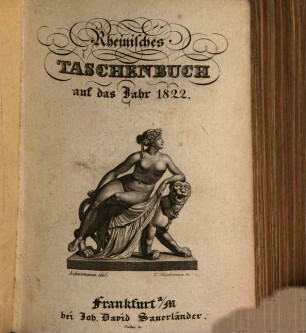 Rheinisches
TASCHENBUCH
auf das Jahr 1822.
Frankfurt a/M
bei Joh. David Sauerländer.